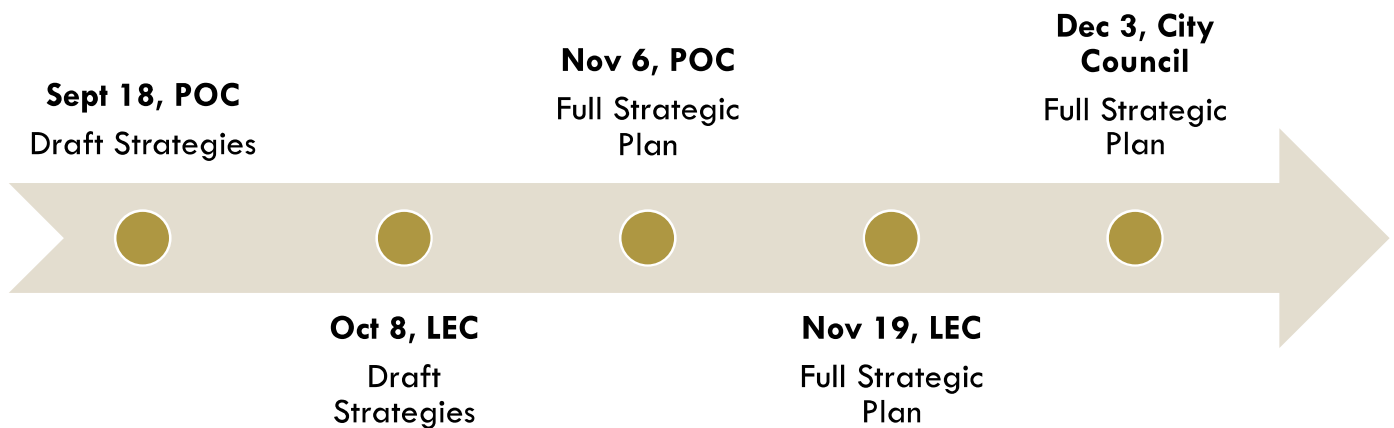 Sept 18, POC
Draft Strategies
Oct 8, LEC
Draft
Strategies
Nov 6, POC
Full Strategic
Plan
Nov 19, LEC
Full Strategic
Plan
Dec 3, City
Council
Full Strategic
Plan